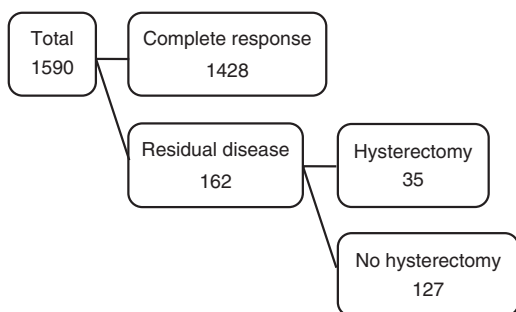 Total
1590
Complete response
1428
Residual disease
162
Hysterectomy
35
No hysterectomy
127